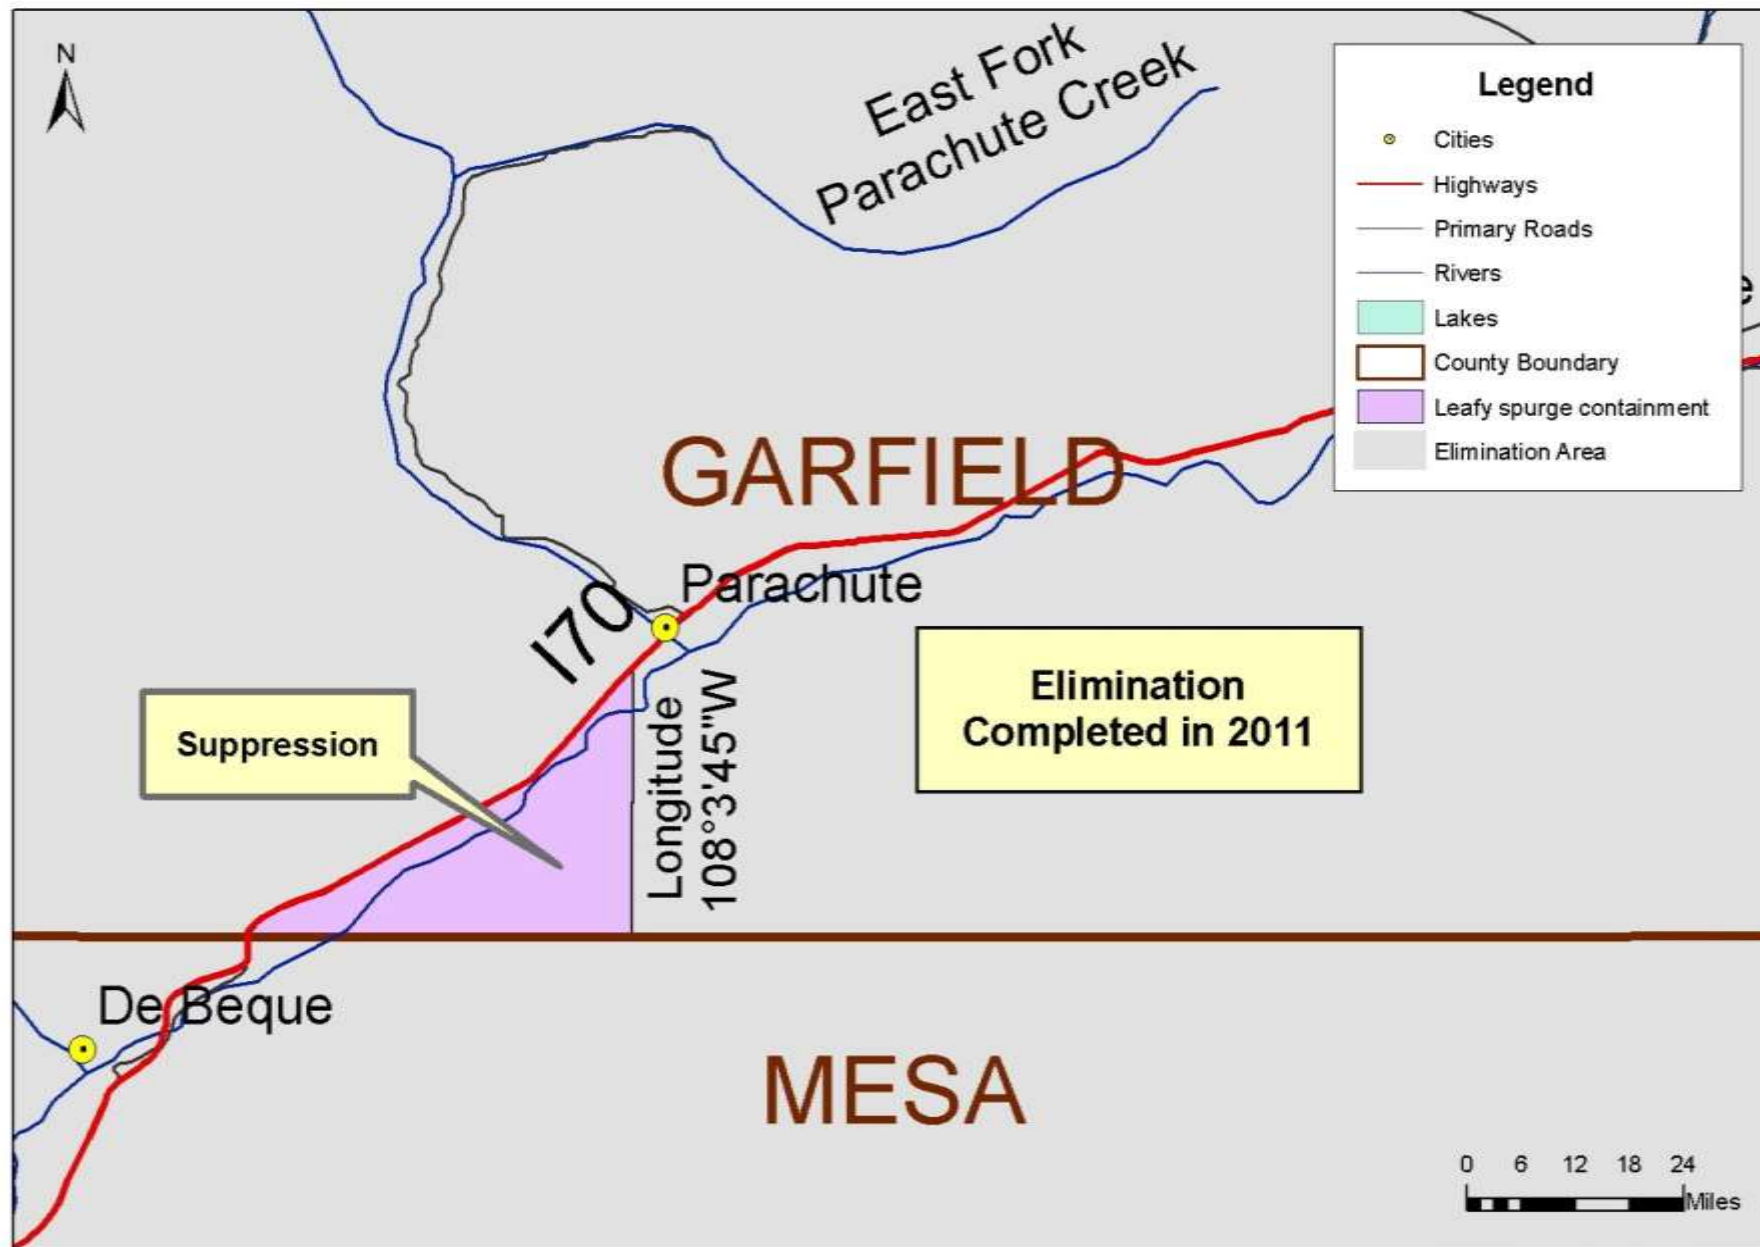 N
East Fork
Parachute Creek
Legend
Cities
Highways
Primary Roads
Rivers
Lakes
County Boundary
Leafy spurge containment
Elimination Area
e
GARFIELD
Parachute
I70
Elimination
Completed in 2011
Suppression
Longitude
108°3'45"W
De Beque
MESA
0 6 12 18 24
Miles